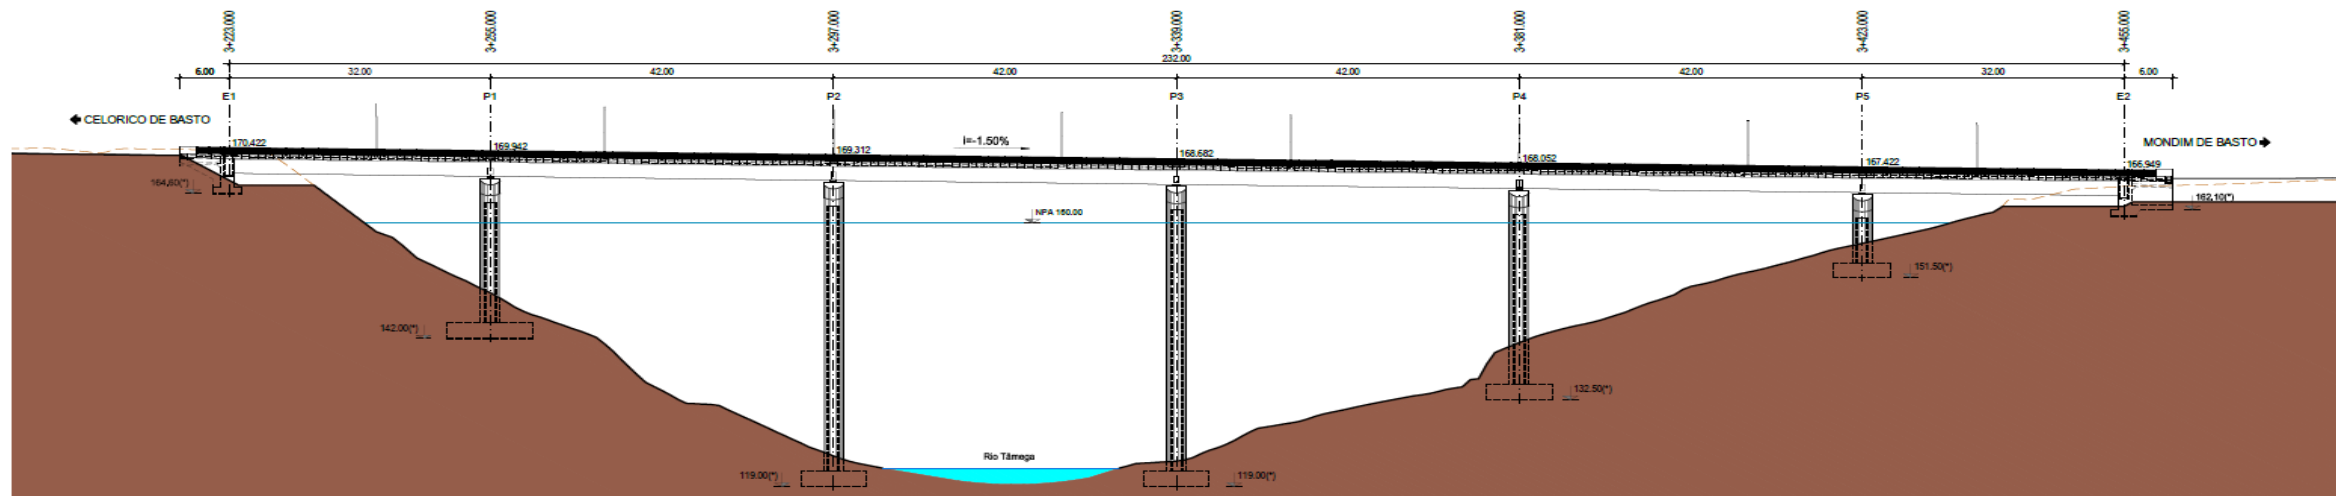 3+223.000 3+255.000 3+297.000 3+339.000 3+381.000 3+423.000 3+455.000
232.00
6.00 32.00 42.00 42.00 42.00 42.00 32.00 6.00
E1 P1 P2 P3 P4 P5 E2
CELORICO DE BASTO
MONDIM DE BASTO
i=-1.50%
170.422
169.942
169.312
168.682
168.052
167.422
166.949
164.60(*)
162.10(*)
NPA 160.00
151.50(*)
142.00(*)
132.50(*)
Rio Tâmega
119.00(*) 119.00(*)